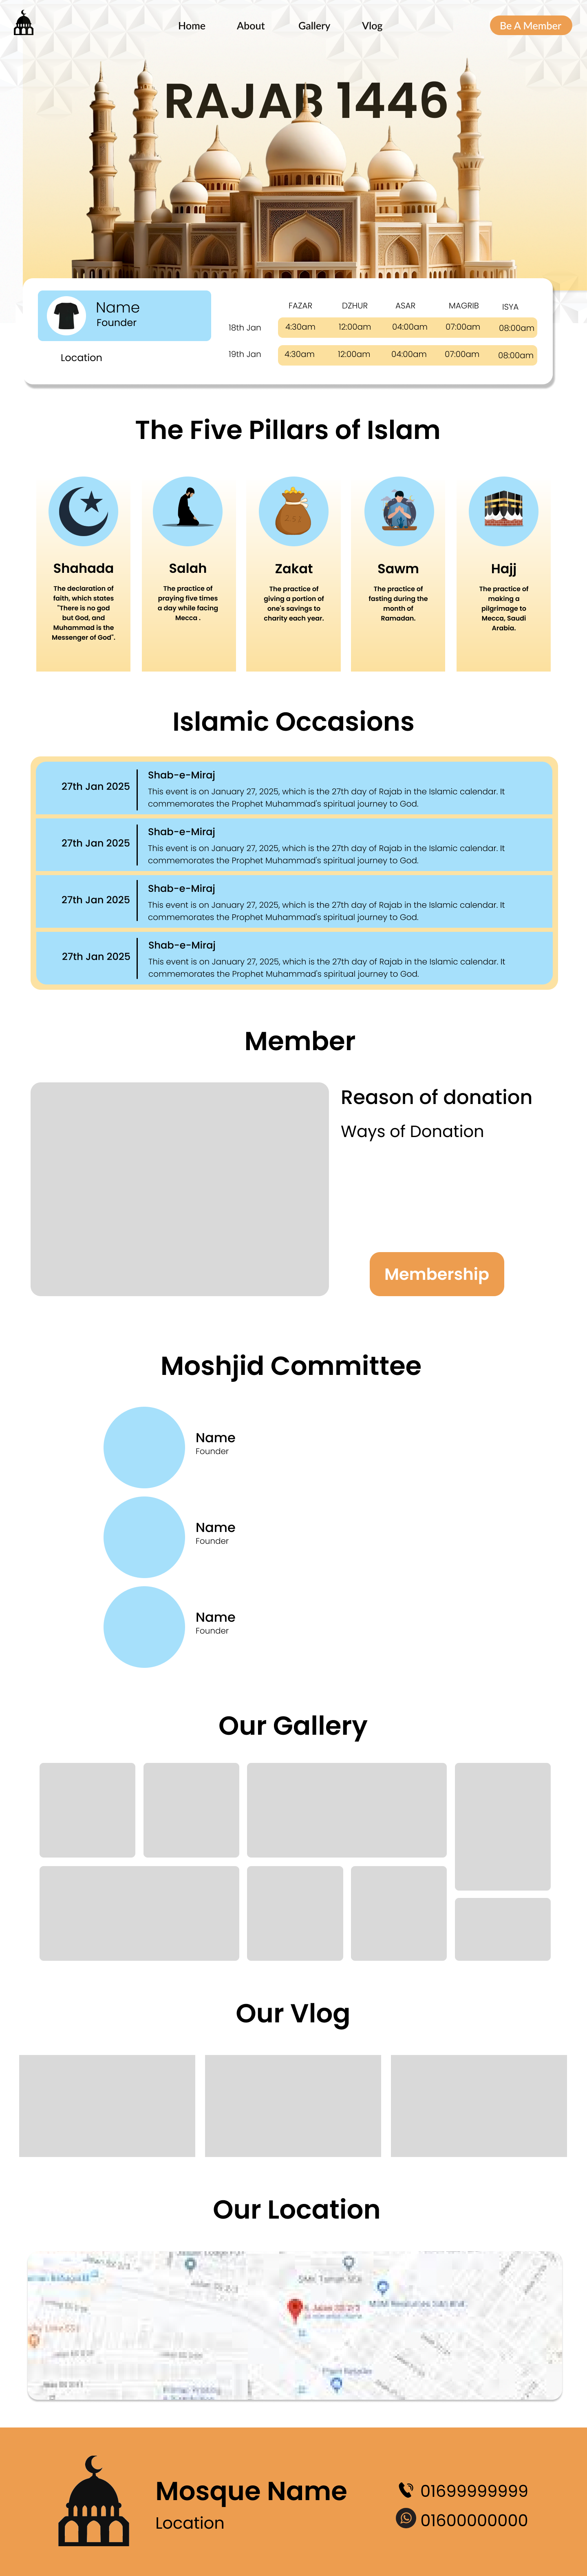 Home About Gallery Vlog Be A Member
RAJAB 1446
Name
Founder
Location
FAZAR DZHUR ASAR MAGRIB ISYA
18th Jan 4:30am 12:00am 04:00am 07:00am 08:00am
19th Jan 4:30am 12:00am 04:00am 07:00am 08:00am
The Five Pillars of Islam
Shahada
The declaration of
faith, which states
"There is no god
but God, and
Muhammad is the
Messenger of God".
Salah
The practice of
praying five times
a day while facing
Mecca .
Zakat
The practice of
giving a portion of
one's savings to
charity each year.
Sawm
The practice of
fasting during the
month of
Ramadan.
Hajj
The practice of
making a
pilgrimage to
Mecca, Saudi
Arabia.
Islamic Occasions
27th Jan 2025
Shab-e-Miraj
This event is on January 27, 2025, which is the 27th day of Rajab in the Islamic calendar. It
commemorates the Prophet Muhammad's spiritual journey to God.
27th Jan 2025
Shab-e-Miraj
This event is on January 27, 2025, which is the 27th day of Rajab in the Islamic calendar. It
commemorates the Prophet Muhammad's spiritual journey to God.
27th Jan 2025
Shab-e-Miraj
This event is on January 27, 2025, which is the 27th day of Rajab in the Islamic calendar. It
commemorates the Prophet Muhammad's spiritual journey to God.
27th Jan 2025
Shab-e-Miraj
This event is on January 27, 2025, which is the 27th day of Rajab in the Islamic calendar. It
commemorates the Prophet Muhammad's spiritual journey to God.
Member
Reason of donation
Ways of Donation
Membership
Moshjid Committee
Name
Founder
Name
Founder
Name
Founder
Our Gallery
Our Vlog
Our Location
Mosque Name
Location
01699999999
01600000000